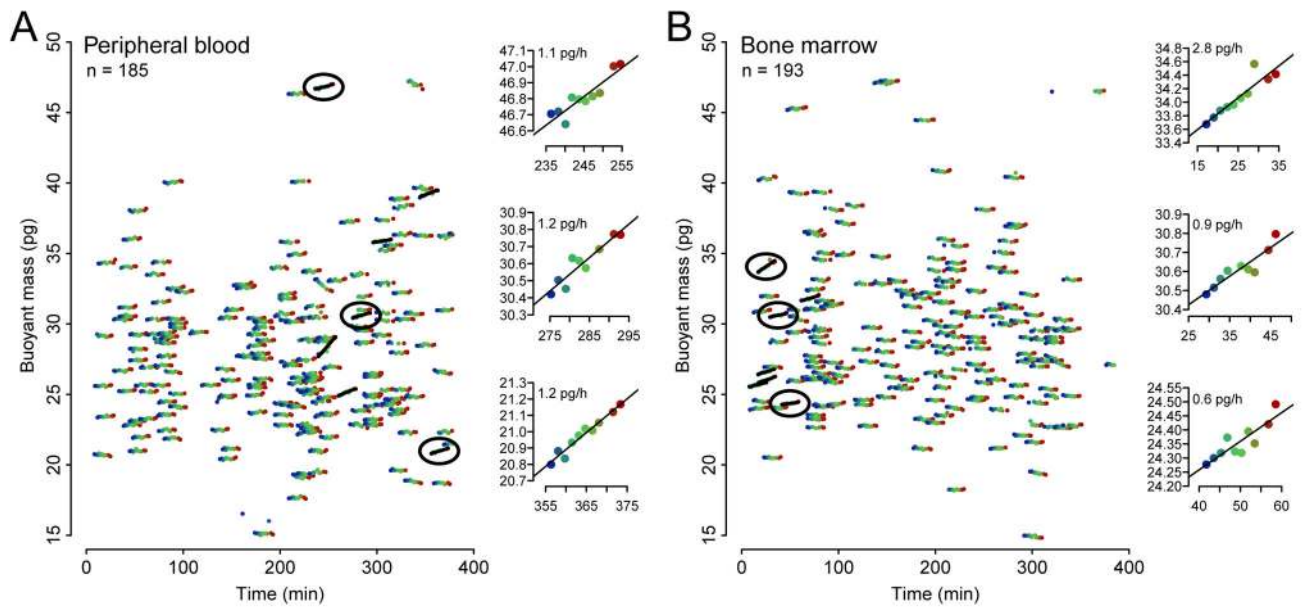 A
Peripheral blood
n = 185
Buoyant mass (pg)
50
45
40
35
30
25
20
15
0 100 200 300 400
Time (min)
1.1 pg/h
47.1
47.0
46.9
46.8
46.7
46.6
235 245 255
1.2 pg/h
30.9
30.8
30.7
30.6
30.5
30.4
30.3
275 285 295
1.2 pg/h
21.3
21.2
21.1
21.0
20.9
20.8
20.7
355 365 375
B
Bone marrow
n = 193
Buoyant mass (pg)
50
45
40
35
30
25
20
15
0 100 200 300 400
Time (min)
2.8 pg/h
34.8
34.6
34.4
34.2
34.0
33.8
33.6
33.4
15 25 35
0.9 pg/h
30.9
30.8
30.7
30.6
30.5
30.4
25 35 45
0.6 pg/h
24.55
24.50
24.45
24.40
24.35
24.30
24.25
24.20
40 50 60